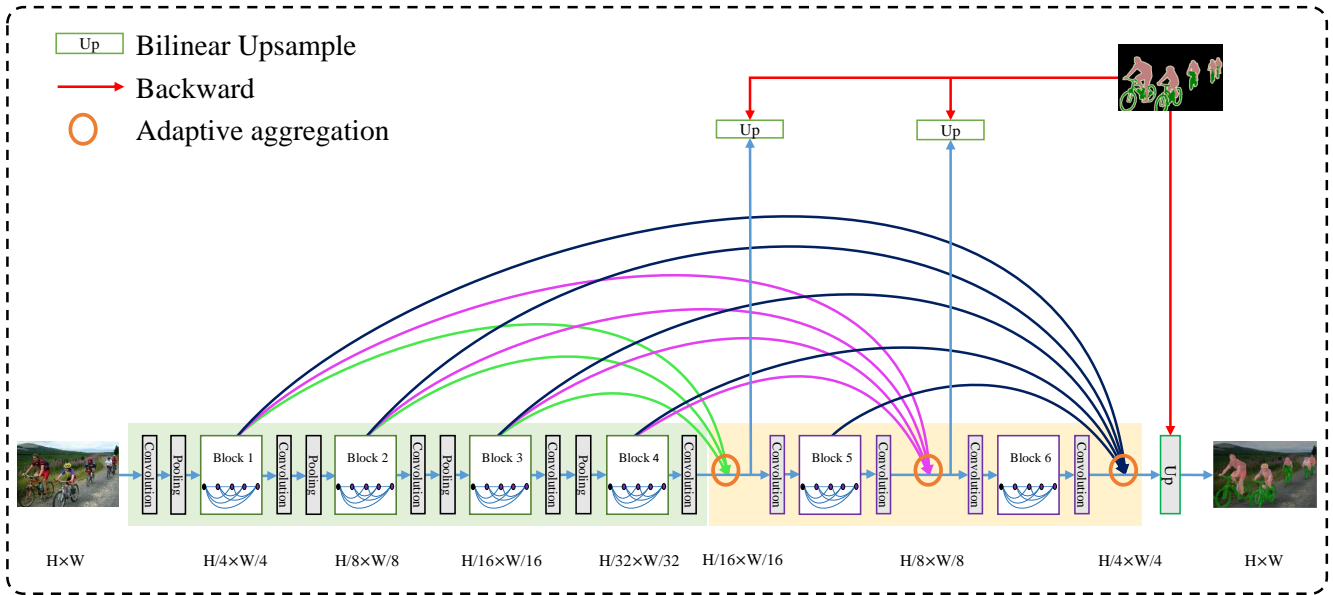 Up Bilinear Upsample
Backward
Adaptive aggregation
Up Up
Convolution Pooling Block 1 Convolution Pooling Block 2 Convolution Pooling Block 3 Convolution Pooling Block 4 Convolution Convolution Block 5 Convolution Convolution Block 6 Convolution Up
H×W H/4×W/4 H/8×W/8 H/16×W/16 H/32×W/32 H/16×W/16 H/8×W/8 H/4×W/4 H×W